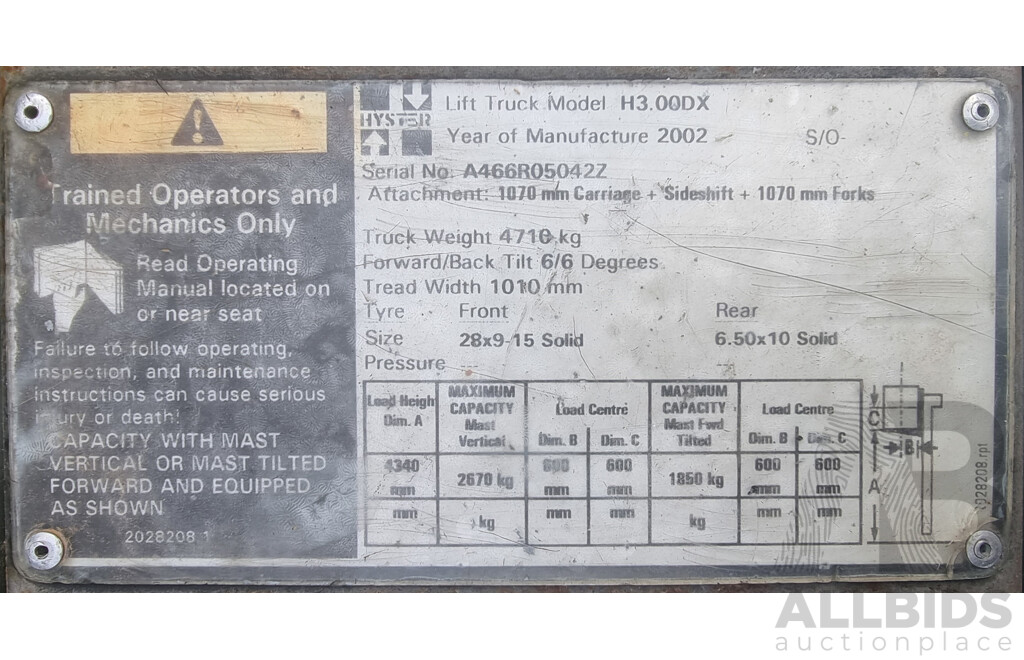 Trained Operators and
Mechanics Only
Read Operating
Manual located on
or near seat
Failure to follow operating,
inspection, and maintenance
instructions can cause serious
injury or death!
CAPACITY WITH MAST
VERTICAL OR MAST TILTED
FORWARD AND EQUIPPED
AS SHOWN
2028208 1
HYSTER
Lift Truck Model H3.00DX
Year of Manufacture 2002 S/O
Serial No. A466R05042Z
Attachment: 1070 mm Carriage + Sideshift + 1070 mm Forks
Truck Weight 4710 kg
Forward/Back Tilt 6/6 Degrees
Tread Width 1010 mm
Tyre Front Rear
Size 28x9-15 Solid 6.50x10 Solid
Pressure
Load Heigh
Dim. A
MAXIMUM
CAPACITY
Mast
Vertical
Load Centre
Dim. B Dim. C
MAXIMUM
CAPACITY
Mast Fwd
Tilted
Load Centre
Dim. B Dim. C
4340 mm 2670 kg 600 mm 600 mm 1850 kg 600 mm 600 mm
mm kg mm mm kg mm mm
C
B
A
2028208.rp1
ALLBIDS
auctionplace